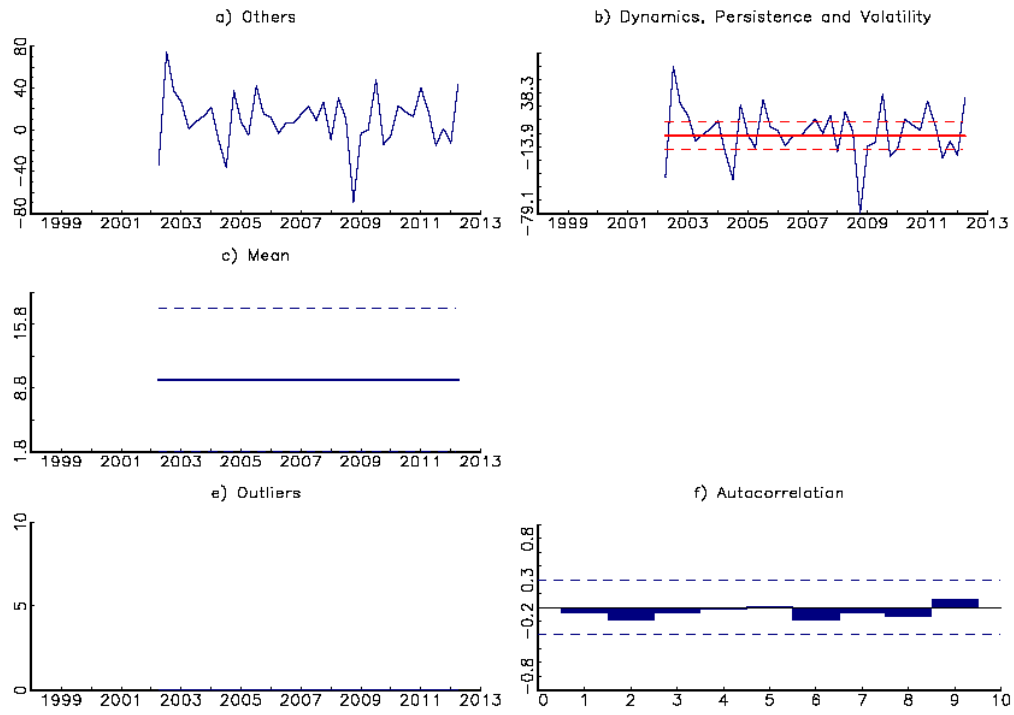 a) Others
80
40
0
-40
-80
1999 2001 2003 2005 2007 2009 2011 2013
b) Dynamics, Persistence and Volatility
38.3
-13.9
-79.1
1999 2001 2003 2005 2007 2009 2011 2013
c) Mean
15.8
8.8
1.8
1999 2001 2003 2005 2007 2009 2011 2013
e) Outliers
10
5
0
1999 2001 2003 2005 2007 2009 2011 2013
f) Autocorrelation
0.8
0.3
-0.2
-0.8
0 1 2 3 4 5 6 7 8 9 10